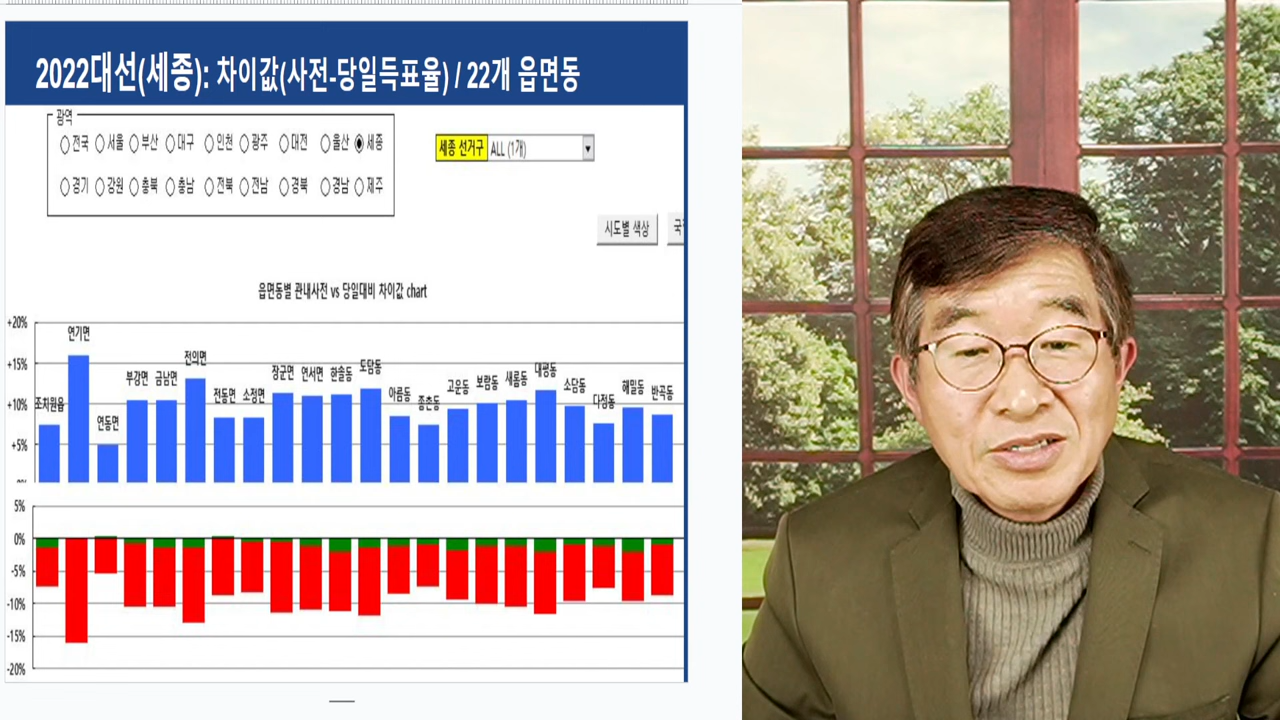 2022대선(세종): 차이값(사전-당일득표율) / 22개 읍면동
광역
전국 서울 부산 대구 인천 광주 대전 울산 세종
경기 강원 충북 충남 전북 전남 경북 경남 제주
세종 선거구 ALL (1개)
시도별 색상
읍면동별 관내사전 vs 당일대비 차이값 chart
+20%
+15%
+10%
+5%
조치원읍 연기면 연동면 부강면 금남면 전의면 전동면 소정면 장군면 연서면 한솔동 도담동 아름동 종촌동 고운동 보람동 새롬동 대평동 소담동 다정동 해밀동 반곡동
5%
0%
-5%
-10%
-15%
-20%